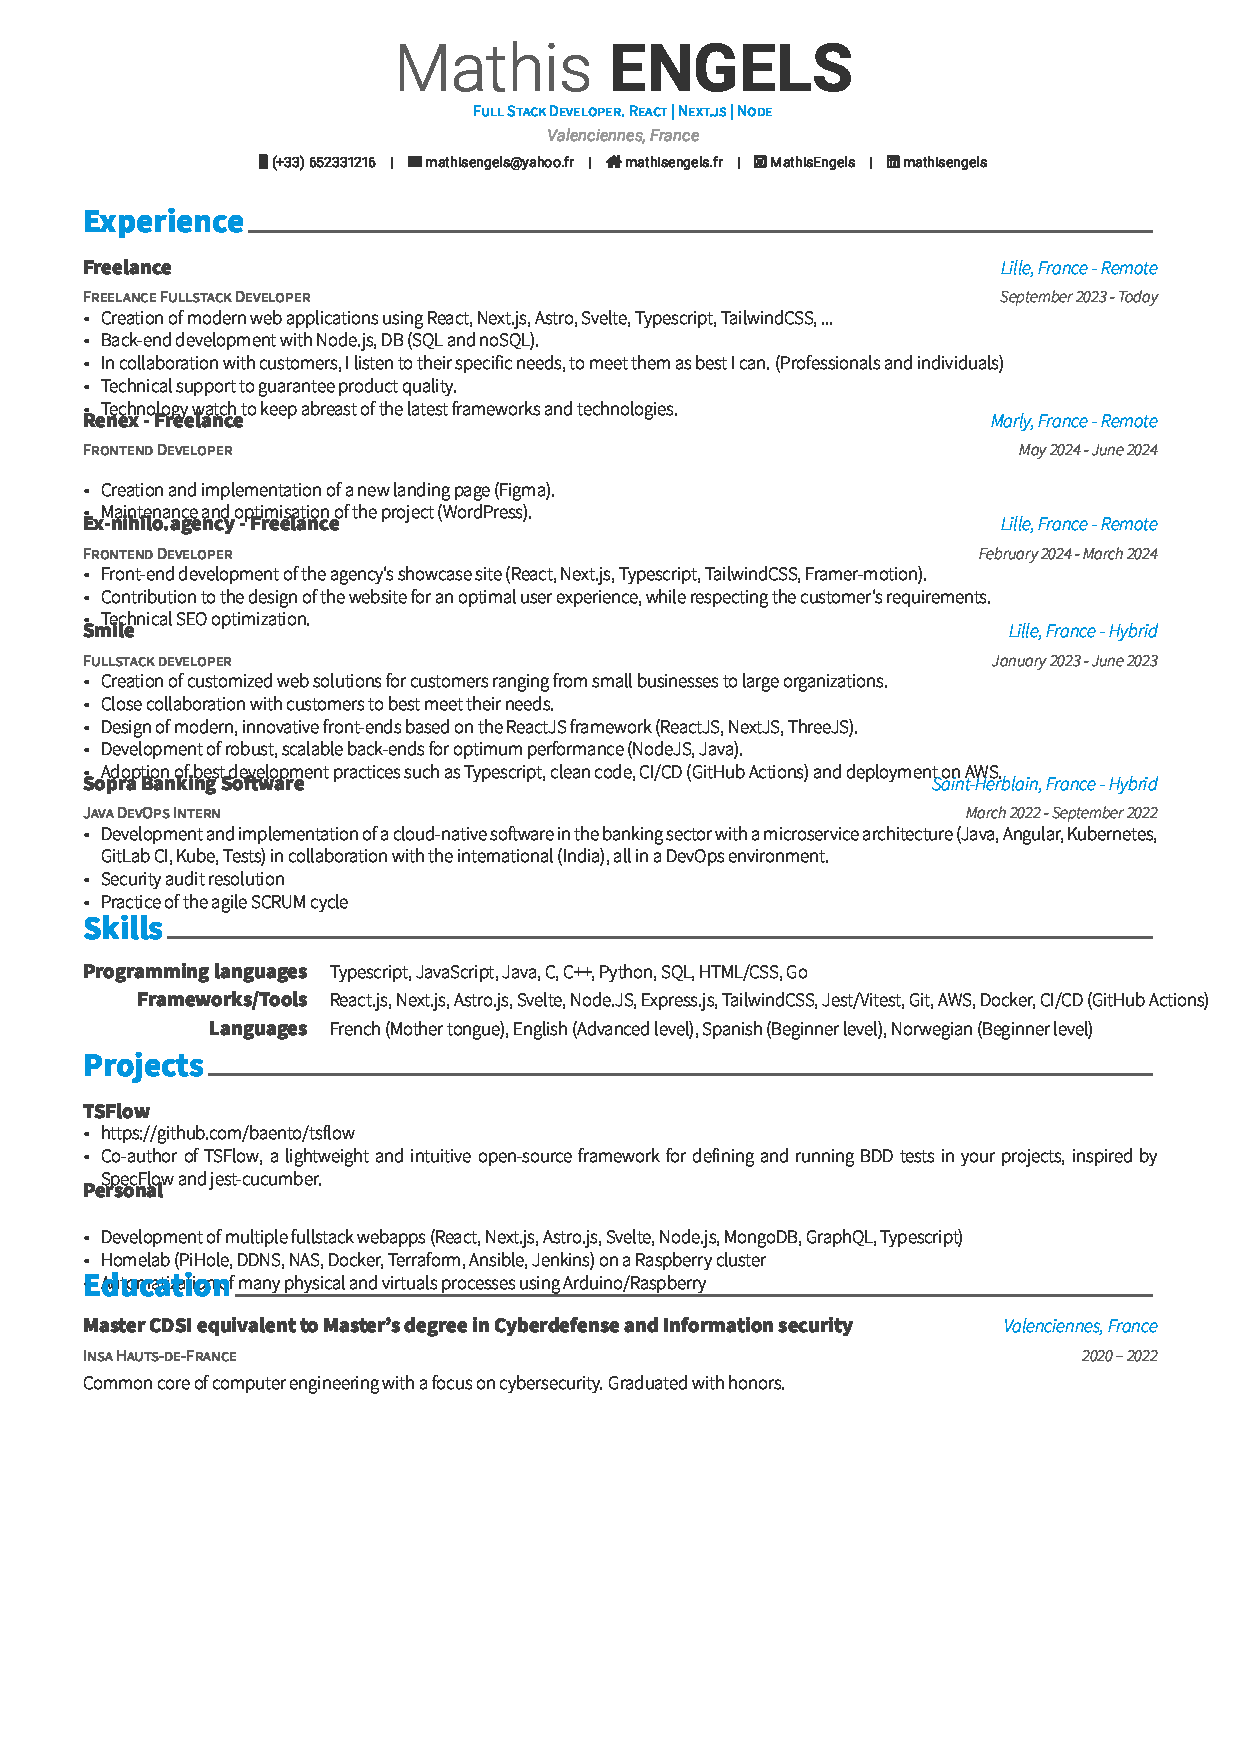 Mathis ENGELS
Full Stack Developer. React | Next.js | Node
Valenciennes, France
(+33) 652331216 | mathisengels@yahoo.fr | mathisengels.fr | MathisEngels | mathisengels
Experience
Freelance Lille, France - Remote
Freelance Fullstack Developer September 2023 - Today
• Creation of modern web applications using React, Next.js, Astro, Svelte, Typescript, TailwindCSS, ...
• Back-end development with Node.js, DB (SQL and noSQL).
• In collaboration with customers, I listen to their specific needs, to meet them as best I can. (Professionals and individuals)
• Technical support to guarantee product quality.
• Technology watch to keep abreast of the latest frameworks and technologies.
Renex - Freelance Marly, France - Remote
Frontend Developer May 2024 - June 2024
• Creation and implementation of a new landing page (Figma).
• Maintenance and optimisation of the project (WordPress).
Ex-nihilo.agency - Freelance Lille, France - Remote
Frontend Developer February 2024 - March 2024
• Front-end development of the agency's showcase site (React, Next.js, Typescript, TailwindCSS, Framer-motion).
• Contribution to the design of the website for an optimal user experience, while respecting the customer's requirements.
• Technical SEO optimization.
Smile Lille, France - Hybrid
Fullstack developer January 2023 - June 2023
• Creation of customized web solutions for customers ranging from small businesses to large organizations.
• Close collaboration with customers to best meet their needs.
• Design of modern, innovative front-ends based on the ReactJS framework (ReactJS, NextJS, ThreeJS).
• Development of robust, scalable back-ends for optimum performance (NodeJS, Java).
• Adoption of best development practices such as Typescript, clean code, CI/CD (GitHub Actions) and deployment on AWS.
Sopra Banking Software Saint-Herblain, France - Hybrid
Java DevOps Intern March 2022 - September 2022
• Development and implementation of a cloud-native software in the banking sector with a microservice architecture (Java, Angular, Kubernetes,
GitLab CI, Kube, Tests) in collaboration with the international (India), all in a DevOps environment.
• Security audit resolution
• Practice of the agile SCRUM cycle
Skills
Programming languages Typescript, JavaScript, Java, C, C++, Python, SQL, HTML/CSS, Go
Frameworks/Tools React.js, Next.js, Astro.js, Svelte, Node.JS, Express.js, TailwindCSS, Jest/Vitest, Git, AWS, Docker, CI/CD (GitHub Actions)
Languages French (Mother tongue), English (Advanced level), Spanish (Beginner level), Norwegian (Beginner level)
Projects
TSFlow
• https://github.com/baento/tsflow
• Co-author of TSFlow, a lightweight and intuitive open-source framework for defining and running BDD tests in your projects, inspired by
SpecFlow and jest-cucumber.
Personal
• Development of multiple fullstack webapps (React, Next.js, Astro.js, Svelte, Node.js, MongoDB, GraphQL, Typescript)
• Homelab (PiHole, DDNS, NAS, Docker, Terraform, Ansible, Jenkins) on a Raspberry cluster
• Automatization of many physical and virtuals processes using Arduino/Raspberry
Education
Master CDSI equivalent to Master’s degree in Cyberdefense and Information security Valenciennes, France
Insa Hauts-de-France 2020 – 2022
Common core of computer engineering with a focus on cybersecurity. Graduated with honors.